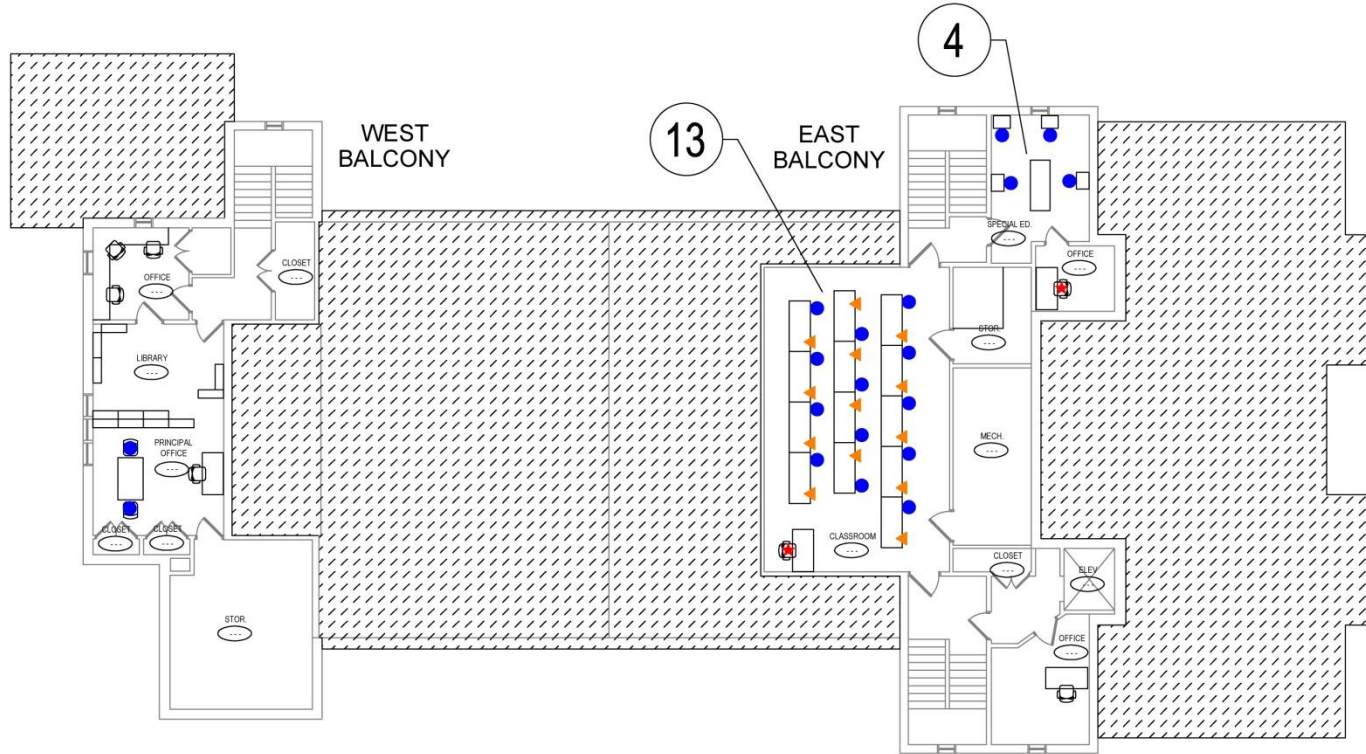 4
WEST
BALCONY
13
EAST
BALCONY
SPECIAL ED.
---
CLOSET
---
OFFICE
---
OFFICE
---
STOR.
---
LIBRARY
---
PRINCIPAL
OFFICE
---
MECH.
---
CLOSET
---
CLOSET
---
CLASSROOM
---
CLOSET
---
ELEV
---
STOR.
---
OFFICE
---